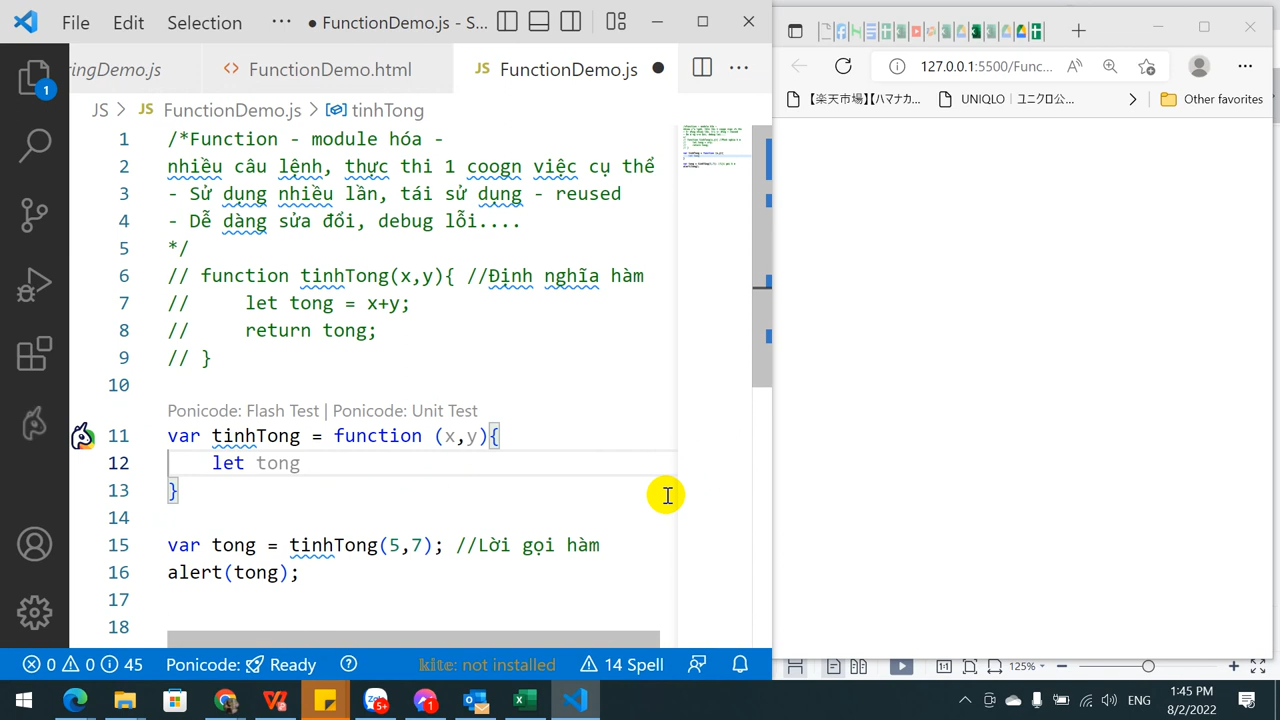 File Edit Selection ··· ● FunctionDemo.js - S...
127.0.0.1:5500/Func...
【楽天市場】【ハマナカ... UNIQLO | ユニクロ公... Other favorites
ringDemo.js <> FunctionDemo.html JS FunctionDemo.js ●
JS > JS FunctionDemo.js > tinhTong
1 /*Function - module hóa -
2 nhiều câu lệnh, thực thi 1 coogn việc cụ thể
3 - Sử dụng nhiều lần, tái sử dụng - reused
4 - Dễ dàng sửa đổi, debug lỗi....
5 */
6 // function tinhTong(x,y){ //Định nghĩa hàm
7 // let tong = x+y;
8 // return tong;
9 // }
10
Ponicode: Flash Test | Ponicode: Unit Test
11 var tinhTong = function (x,y){
12 let tong
13 }
14
15 var tong = tinhTong(5,7); //Lời gọi hàm
16 alert(tong);
17
18
1
0 0 45 Ponicode: Ready kite: not installed 14 Spell
1:1 125%
5+ 1 ENG 1:45 PM
8/2/2022